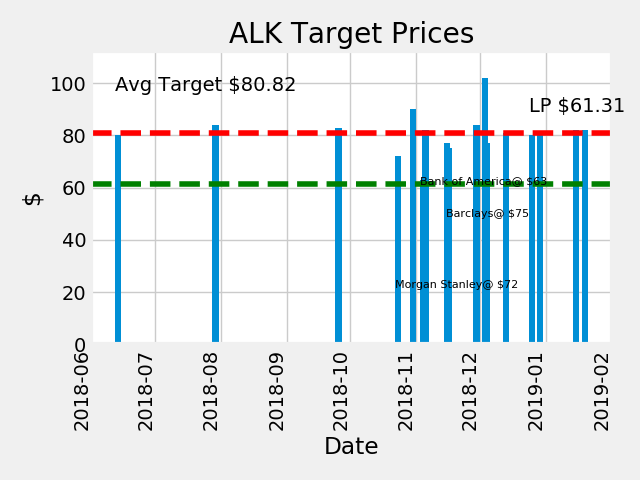 ALK Target Prices
Avg Target $80.82
LP $61.31
Bank of America@ $63
Barclays@ $75
Morgan Stanley@ $72
$
100
80
60
40
20
0
2018-06
2018-07
2018-08
2018-09
2018-10
2018-11
2018-12
2019-01
2019-02
Date